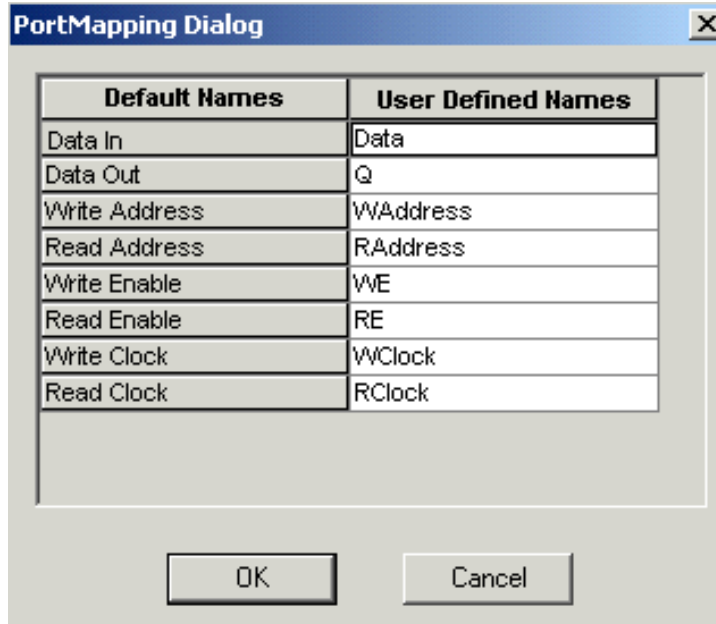 PortMapping Dialog
Default Names User Defined Names
Data In Data
Data Out Q
Write Address WAddress
Read Address RAddress
Write Enable WE
Read Enable RE
Write Clock WClock
Read Clock RClock
OK Cancel